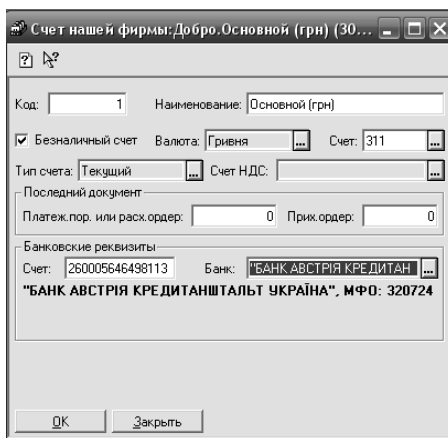 Счет нашей фирмы:Добро.Основной (грн) (30...
Код: 1 Наименование: Основной (грн)
Безналичный счет Валюта: Гривня ... Счет: 311 ...
Тип счета: Текущий ... Счет НДС: ...
Последний документ
Платеж.пор. или расх.ордер: 0 Прих.ордер: 0
Банковские реквизиты
Счет: 260005646498113 Банк: "БАНК АВСТРІЯ КРЕДИТАН ...
"БАНК АВСТРІЯ КРЕДИТАНШТАЛЬТ УКРАЇНА", МФО: 320724
OK Закрыть